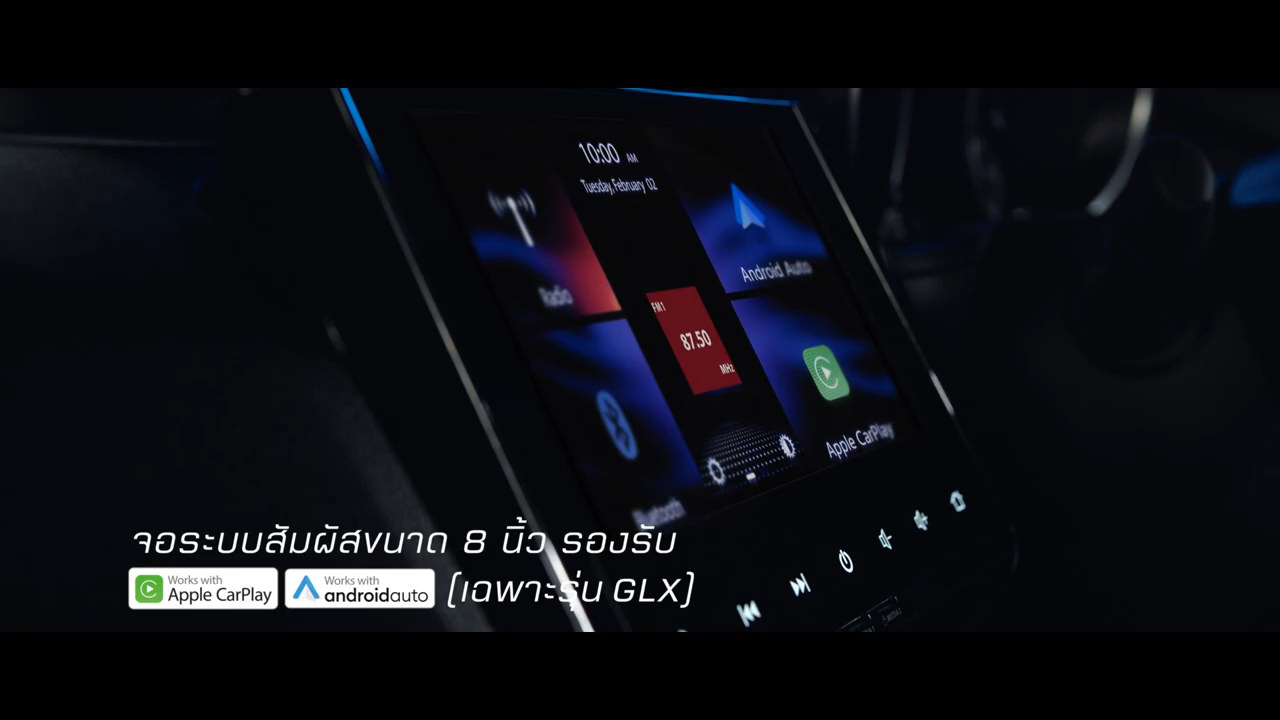 10:00 AM
Tuesday, February 02
Radio
Android Auto
FM1
87.50
MHz
Apple CarPlay
Bluetooth
จอระบบสัมผัสขนาด 8 นิ้ว รองรับ
Works with Apple CarPlay Works with androidauto (เฉพาะรุ่น GLX)